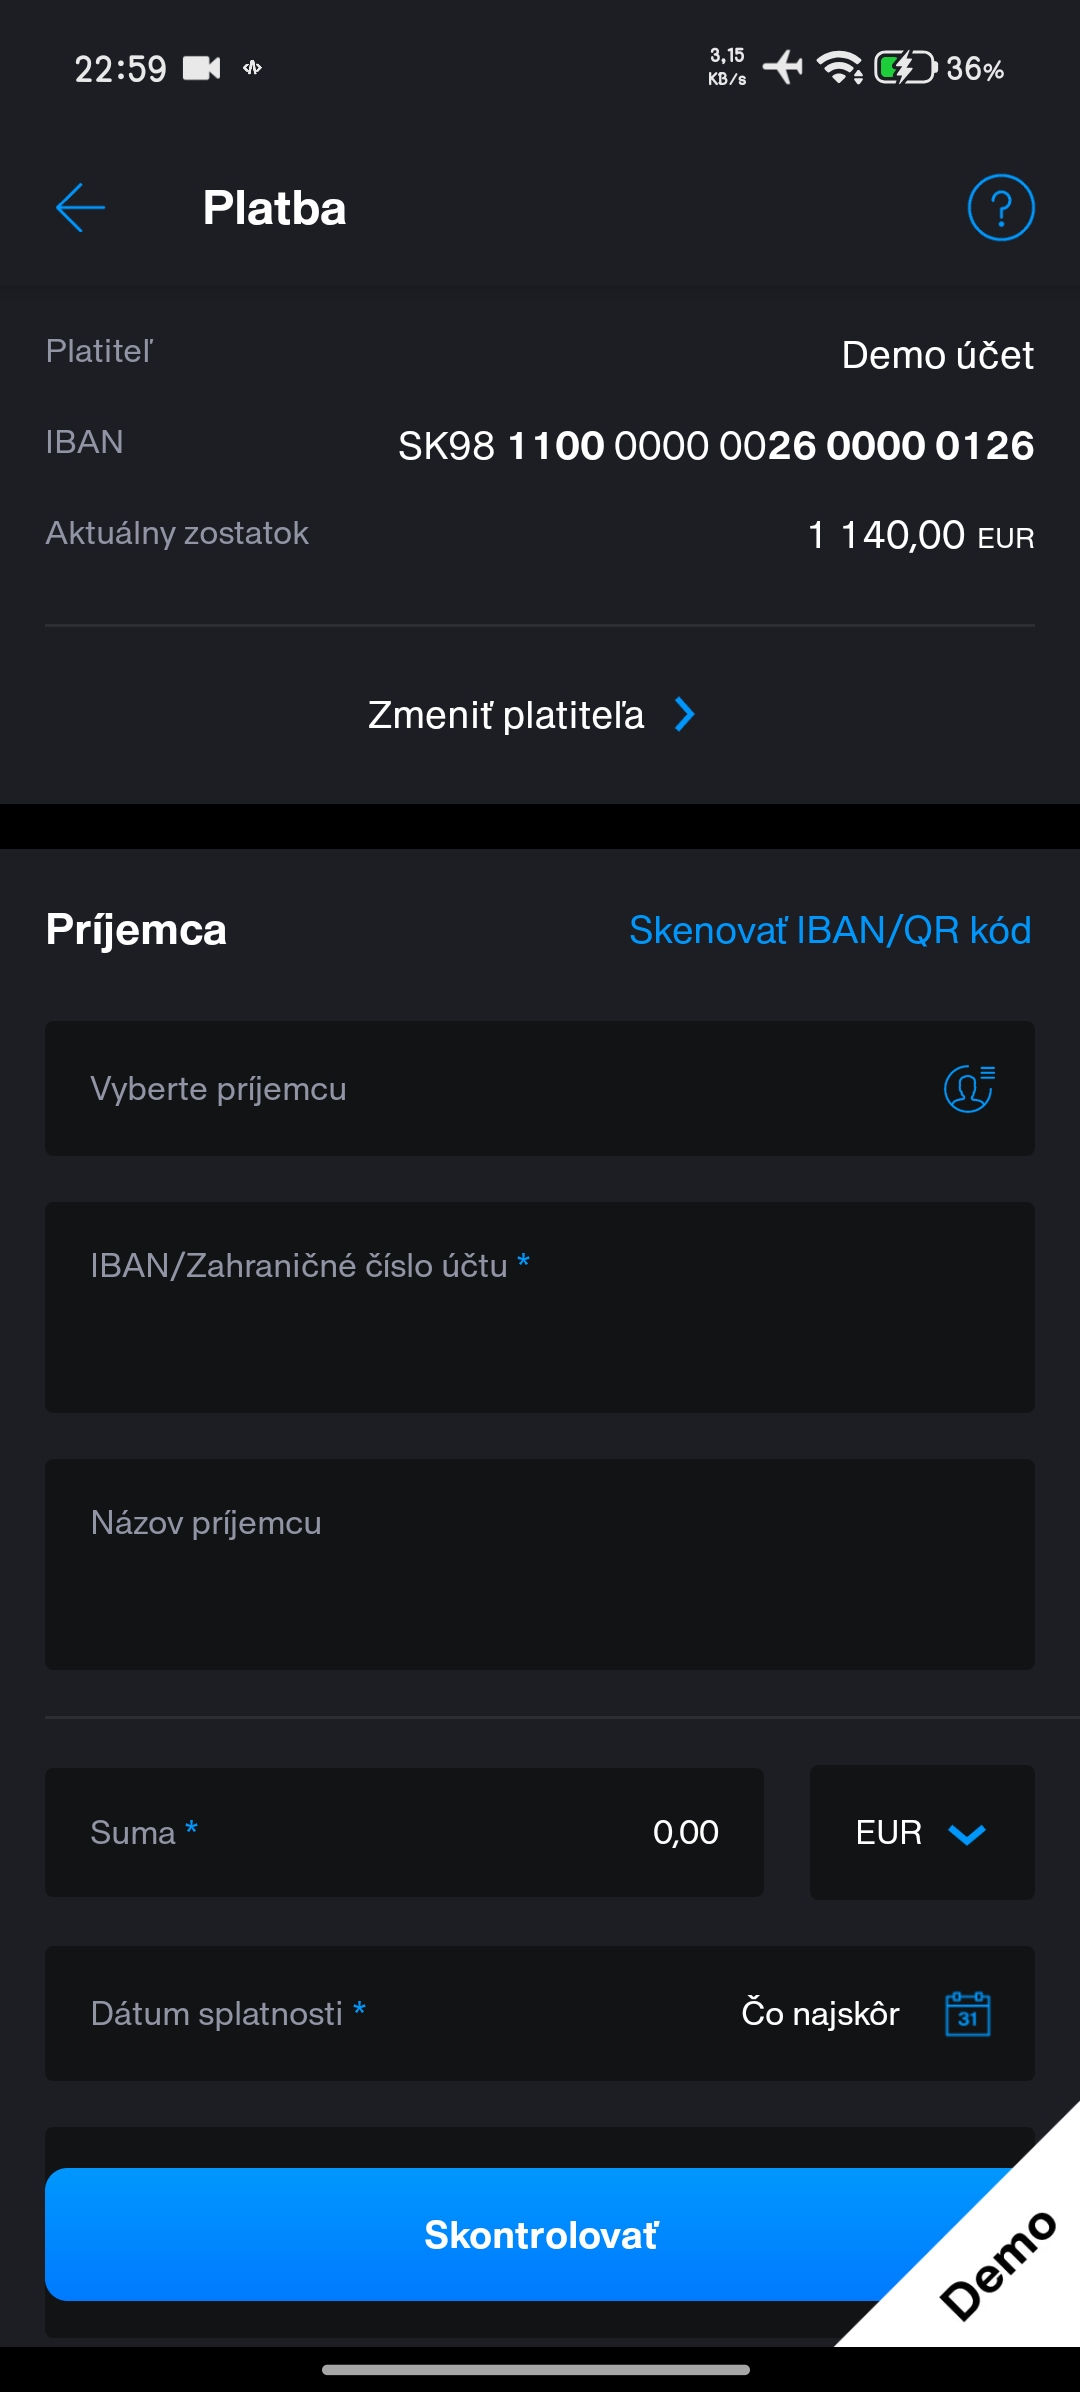 22:59
3,15
KB/s
36%
Platba
Platiteľ
Demo účet
IBAN
SK98 1100 0000 0026 0000 0126
Aktuálny zostatok
1 140,00 EUR
Zmeniť platiteľa
Príjemca
Skenovať IBAN/QR kód
Vyberte príjemcu
IBAN/Zahraničné číslo účtu *
Názov príjemcu
Suma *
0,00
EUR
Dátum splatnosti *
Čo najskôr
31
Skontrolovať
Demo